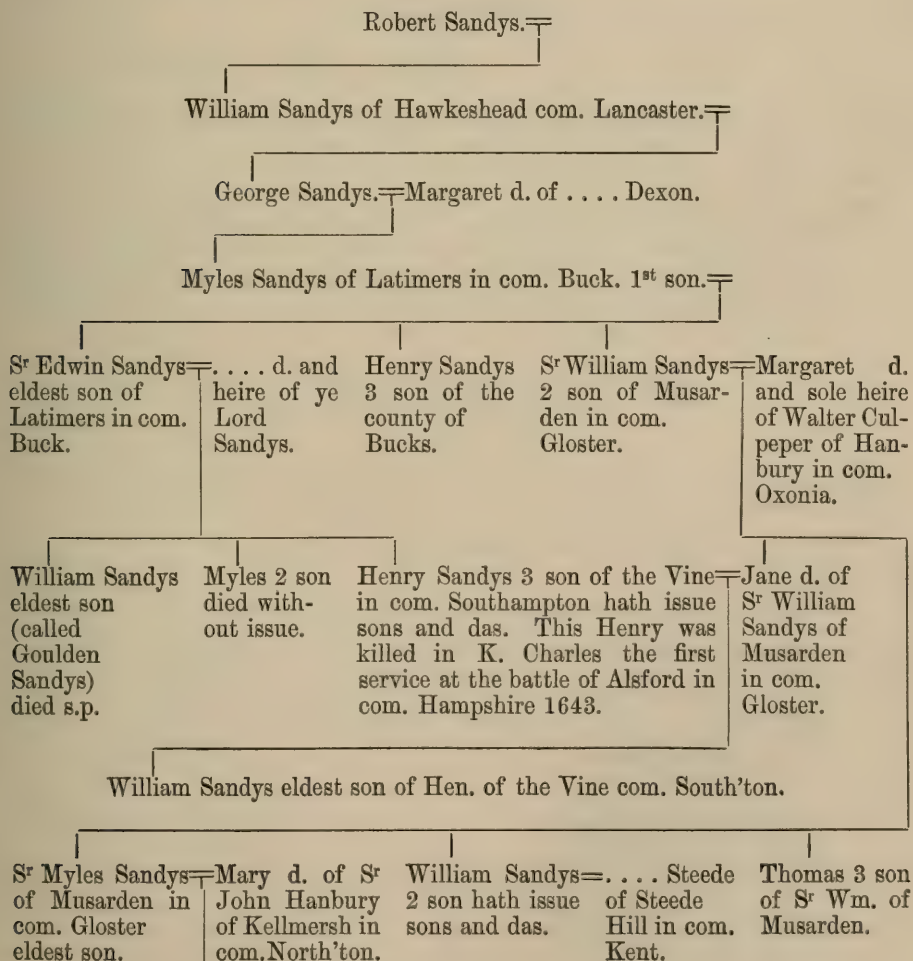 Robert Sandys.
William Sandys of Hawkeshead com. Lancaster.
George Sandys.=Margaret d. of . . . . Dexon.
Myles Sandys of Latimers in com. Buck. 1st son.
Sr Edwin Sandys=
eldest son of
Latimers in com.
Buck.
. . . . d. and
heire of ye
Lord
Sandys.
Henry Sandys
3 son of the
county of
Bucks.
Sr William Sandys=
2 son of Musar-
den in com.
Gloster.
Margaret d.
and sole heire
of Walter Cul-
peper of Han-
bury in com.
Oxonia.
William Sandys
eldest son
(called
Goulden
Sandys)
died s.p.
Myles 2 son
died with-
out issue.
Henry Sandys 3 son of the Vine=
in com. Southampton hath issue
sons and das. This Henry was
killed in K. Charles the first
service at the battle of Alsford in
com. Hampshire 1643.
Jane d. of
Sr William
Sandys of
Musarden
in com.
Gloster.
William Sandys eldest son of Hen. of the Vine com. South'ton.
Sr Myles Sandys=
of Musarden in
com. Gloster
eldest son.
Mary d. of Sr
John Hanbury
of Kellmersh in
com. North'ton.
William Sandys=
2 son hath issue
sons and das.
. . . . Steede
of Steede
Hill in com.
Kent.
Thomas 3 son
of Sr Wm. of
Musarden.